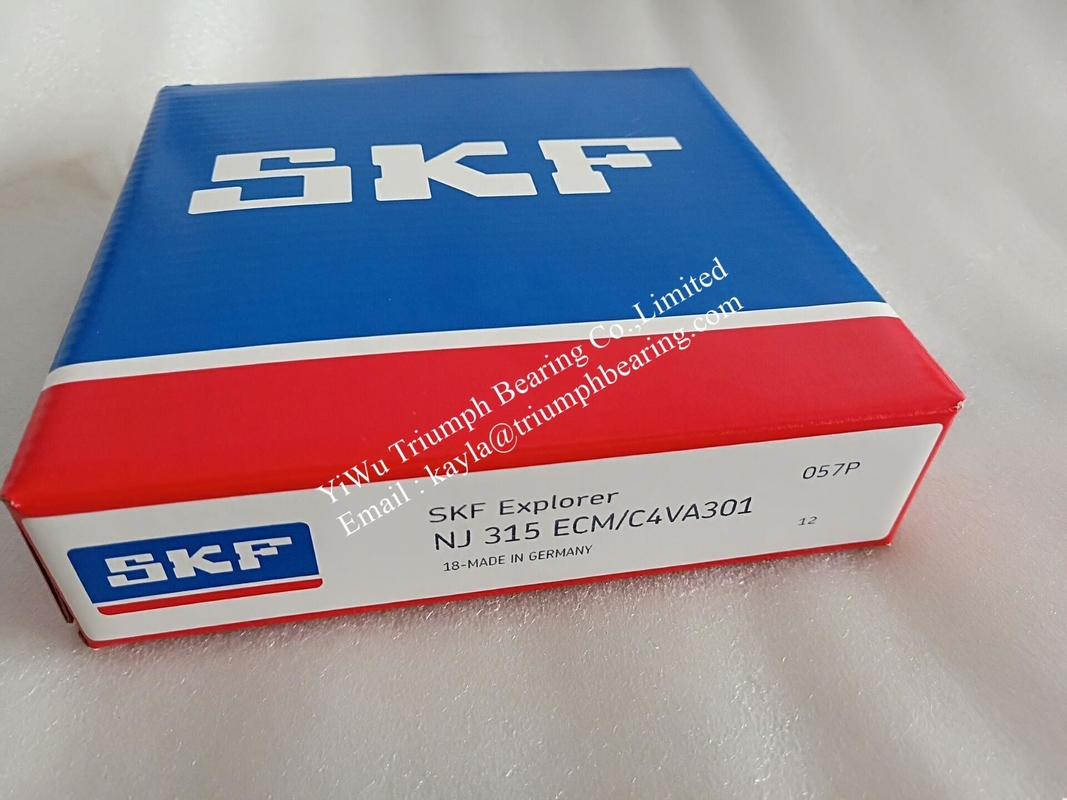 SKF
YiWu Triumph Bearing Co.,Limited
Email : kayla@triumphbearing.com
SKF
SKF Explorer
NJ 315 ECM/C4VA301
18-MADE IN GERMANY
057P
12